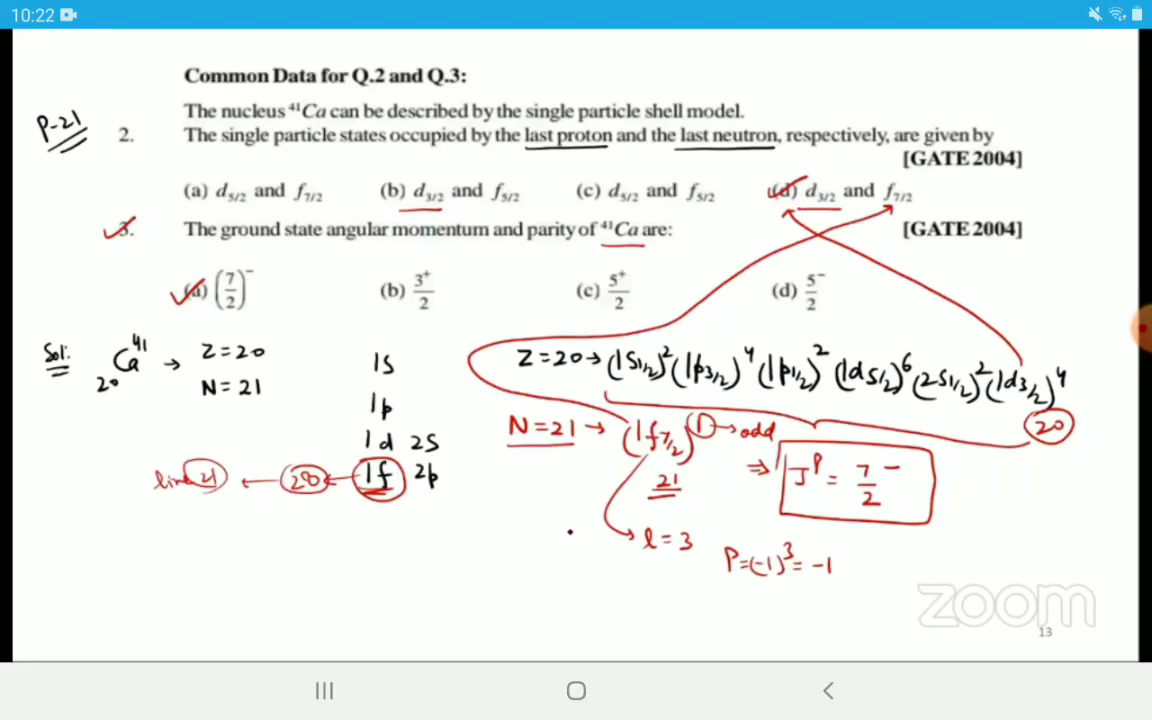 10:22
Common Data for Q.2 and Q.3:
The nucleus ⁴¹Ca can be described by the single particle shell model.
P-21
2. The single particle states occupied by the last proton and the last neutron, respectively, are given by
[GATE 2004]
(a) d₅/₂ and f₇/₂ (b) d₃/₂ and f₅/₂ (c) d₅/₂ and f₅/₂ (d) d₃/₂ and f₇/₂
3. The ground state angular momentum and parity of ⁴¹Ca are: [GATE 2004]
(a) (7/2)⁻ (b) 3⁺/2 (c) 5⁺/2 (d) 5⁻/2
Sol:
₂₀Ca⁴¹ → Z=20
N=21
1s
1p
1d 2s
1f 2p
28
21
Z=20→(1s1/2)²(1p3/2)⁴(1p1/2)²(1d5/2)⁶(2s1/2)²(1d3/2)⁴
20
N=21 → (1f7/2)¹→odd
21
⇒ J^P = 7/2⁻
l=3
P=(-1)³=-1
zoom
13